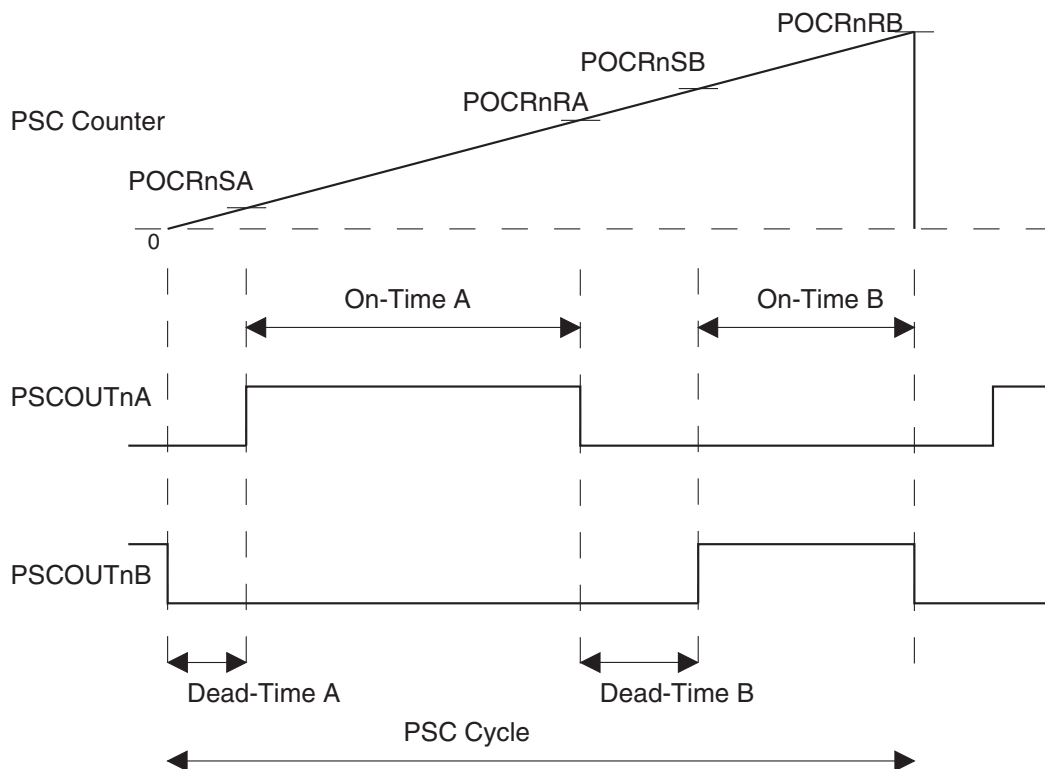 POCRnRB
POCRnSB
POCRnRA
PSC Counter
POCRnSA
0
On-Time A
On-Time B
PSCOUTnA
PSCOUTnB
Dead-Time A
Dead-Time B
PSC Cycle